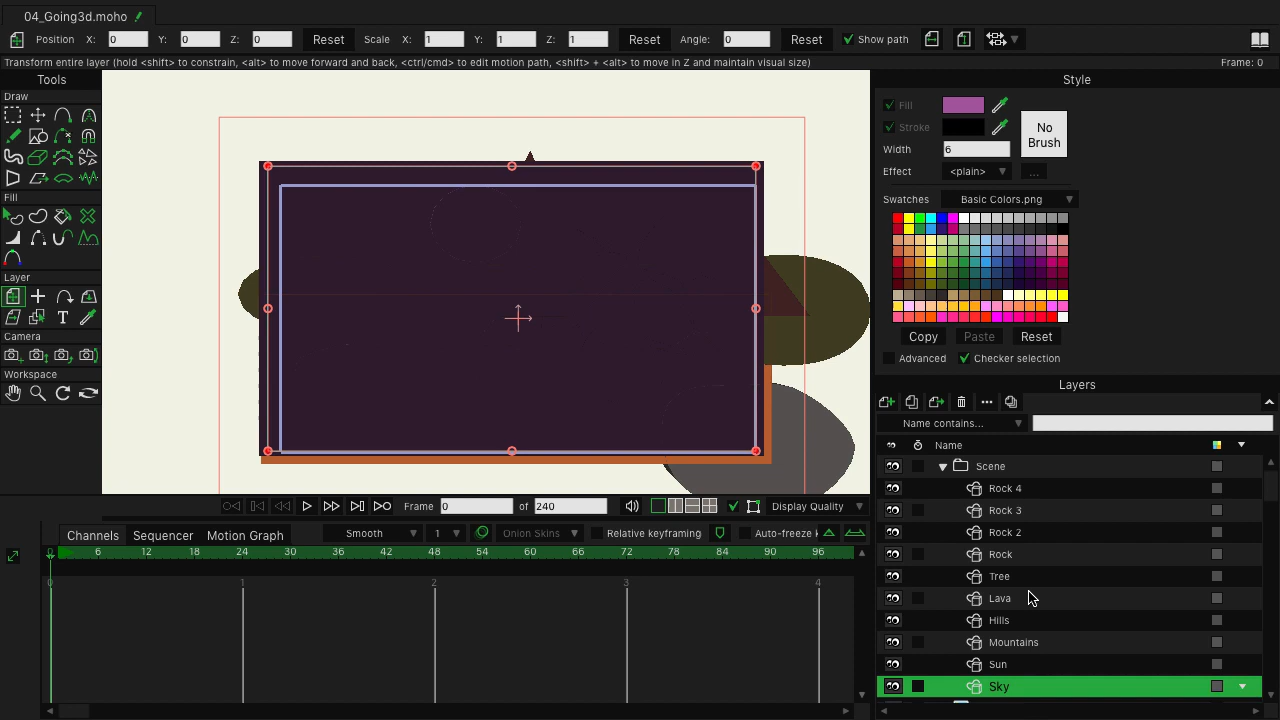 04_Going3d.moho
Position X: 0 Y: 0 Z: 0 Reset Scale X: 1 Y: 1 Z: 1 Reset Angle: 0 Reset Show path
Transform entire layer (hold <shift> to constrain, <alt> to move forward and back, <ctrl/cmd> to edit motion path, <shift> + <alt> to move in Z and maintain visual size) Frame: 0
Tools
Draw
Fill
Layer
Camera
Workspace
Style
Fill
Stroke
No Brush
Width 6
Effect <plain> ...
Swatches Basic Colors.png
Copy Paste Reset
Advanced Checker selection
Layers
Name contains...
Name
Scene
Rock 4
Rock 3
Rock 2
Rock
Tree
Lava
Hills
Mountains
Sun
Sky
Frame 0 of 240 Display Quality
Channels Sequencer Motion Graph Smooth 1 Onion Skins Relative keyframing Auto-freeze k
0 6 12 18 24 30 36 42 48 54 60 66 72 78 84 90 96
0 1 2 3 4